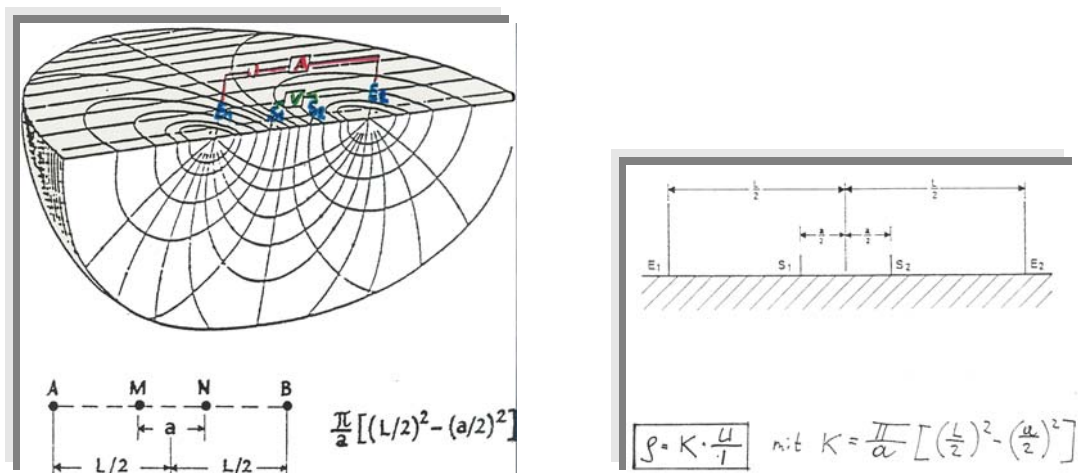 A
V
E₁ S₁ S₂ E₂
A M N B
a
L/2 L/2
π/a [(L/2)² − (a/2)²]
L/2 L/2
a/2 a/2
E₁ S₁ S₂ E₂
ρ = K · U/I mit K = π/a [(L/2)² − (a/2)²]